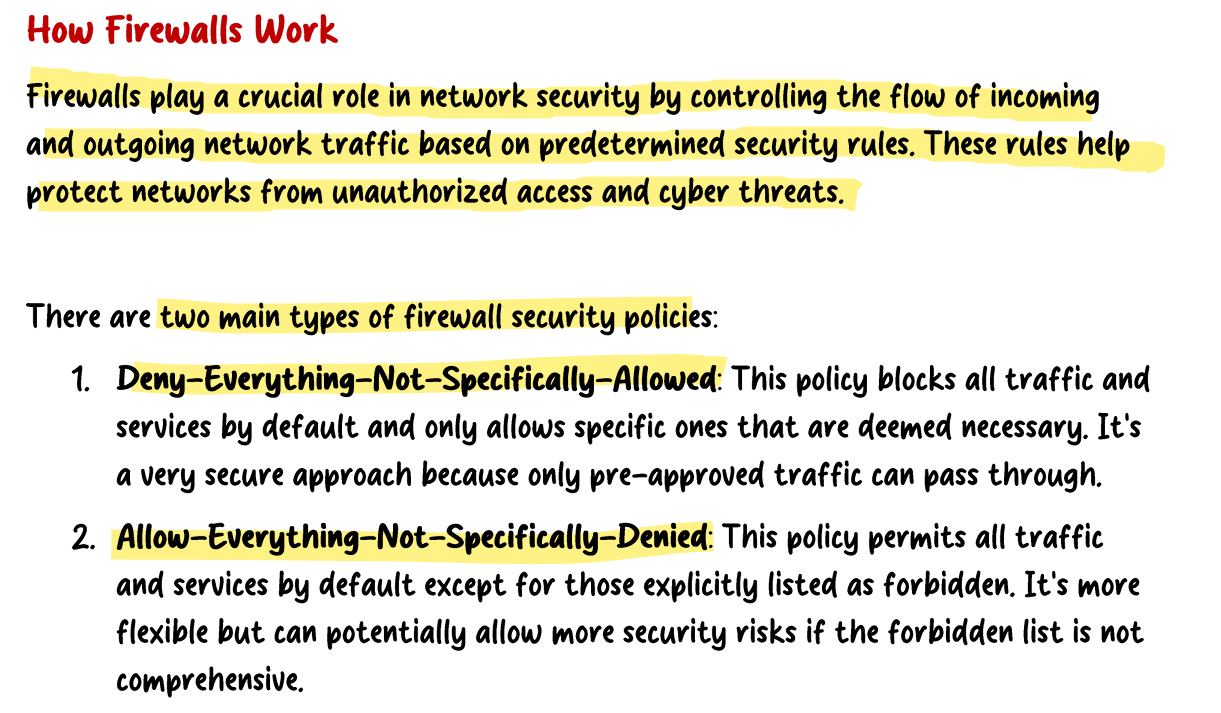 How Firewalls Work
Firewalls play a crucial role in network security by controlling the flow of incoming
and outgoing network traffic based on predetermined security rules. These rules help
protect networks from unauthorized access and cyber threats.
There are two main types of firewall security policies:
1. Deny-Everything-Not-Specifically-Allowed: This policy blocks all traffic and
services by default and only allows specific ones that are deemed necessary. It's
a very secure approach because only pre-approved traffic can pass through.
2. Allow-Everything-Not-Specifically-Denied: This policy permits all traffic
and services by default except for those explicitly listed as forbidden. It's more
flexible but can potentially allow more security risks if the forbidden list is not
comprehensive.